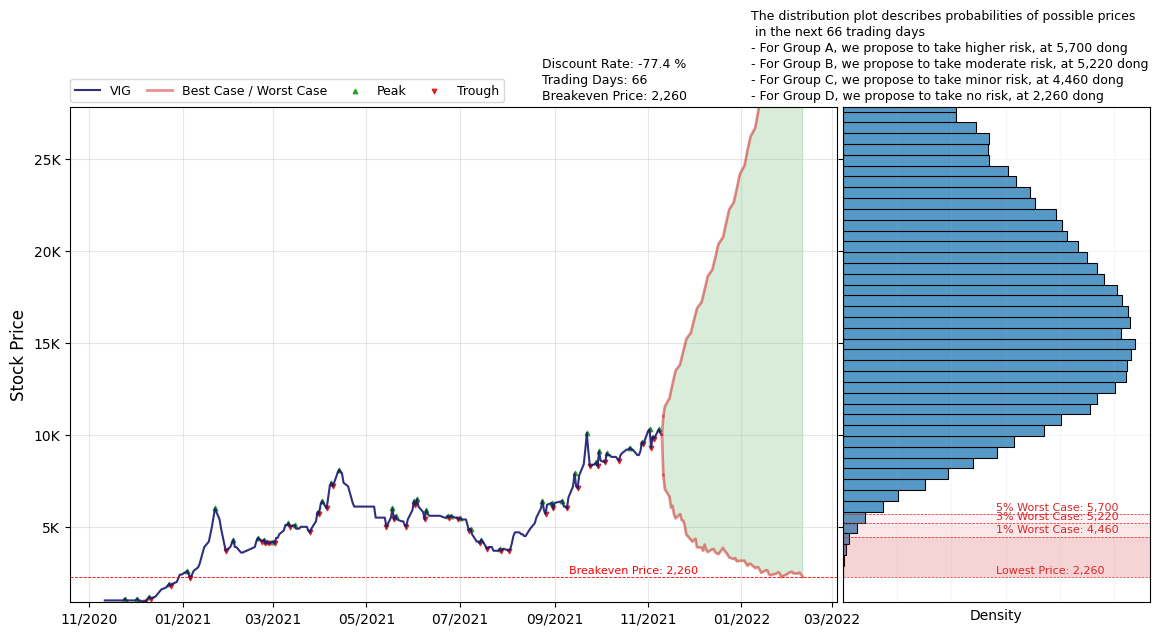 The distribution plot describes probabilities of possible prices
in the next 66 trading days
- For Group A, we propose to take higher risk, at 5,700 dong
- For Group B, we propose to take moderate risk, at 5,220 dong
- For Group C, we propose to take minor risk, at 4,460 dong
- For Group D, we propose to take no risk, at 2,260 dong
Discount Rate: -77.4 %
Trading Days: 66
Breakeven Price: 2,260
VIG
Best Case / Worst Case
Peak
Trough
Stock Price
25K
20K
15K
10K
5K
Breakeven Price: 2,260
11/2020
01/2021
03/2021
05/2021
07/2021
09/2021
11/2021
01/2022
03/2022
5% Worst Case: 5,700
3% Worst Case: 5,220
1% Worst Case: 4,460
Lowest Price: 2,260
Density